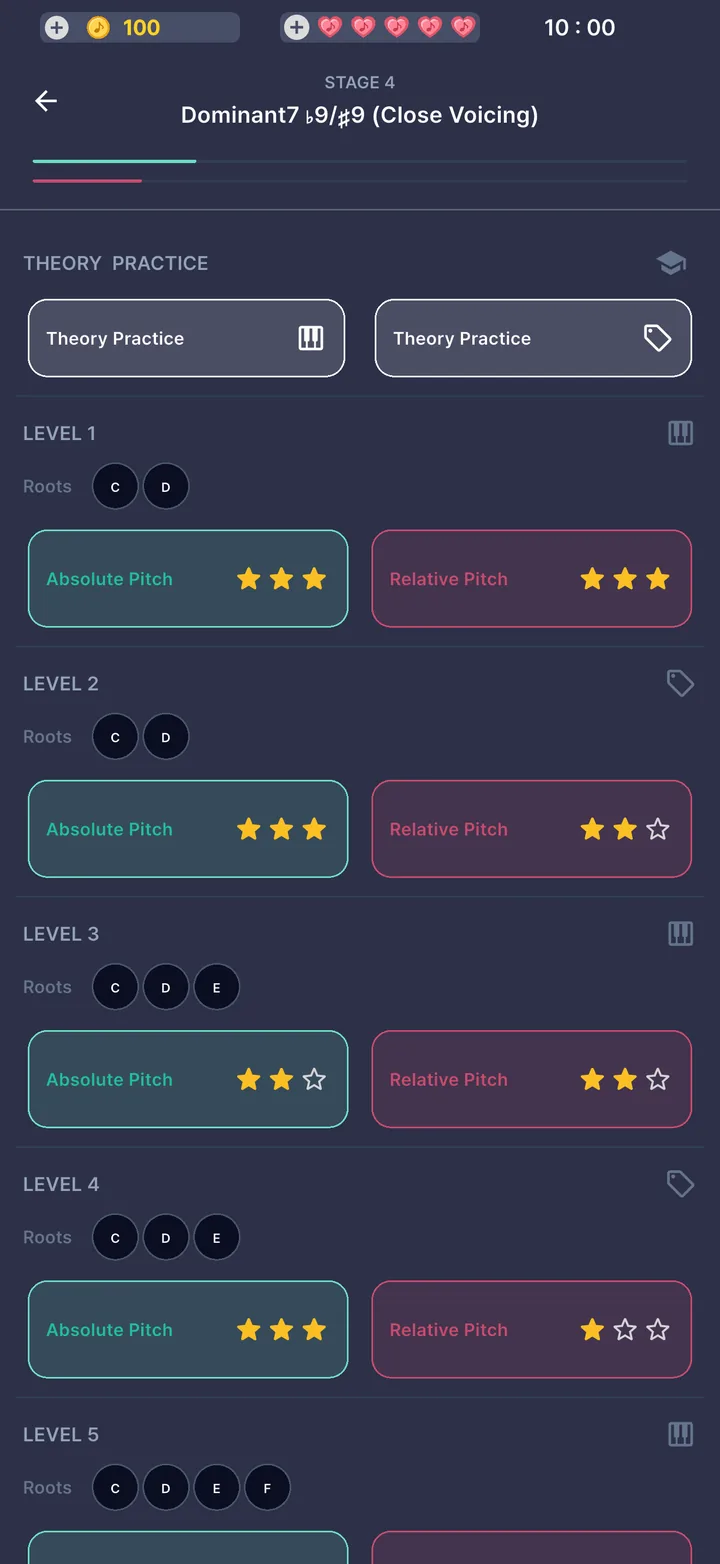 100
10 : 00
STAGE 4
Dominant7 ♭9/♯9 (Close Voicing)
THEORY PRACTICE
Theory Practice
Theory Practice
LEVEL 1
Roots C D
Absolute Pitch
Relative Pitch
LEVEL 2
Roots C D
Absolute Pitch
Relative Pitch
LEVEL 3
Roots C D E
Absolute Pitch
Relative Pitch
LEVEL 4
Roots C D E
Absolute Pitch
Relative Pitch
LEVEL 5
Roots C D E F